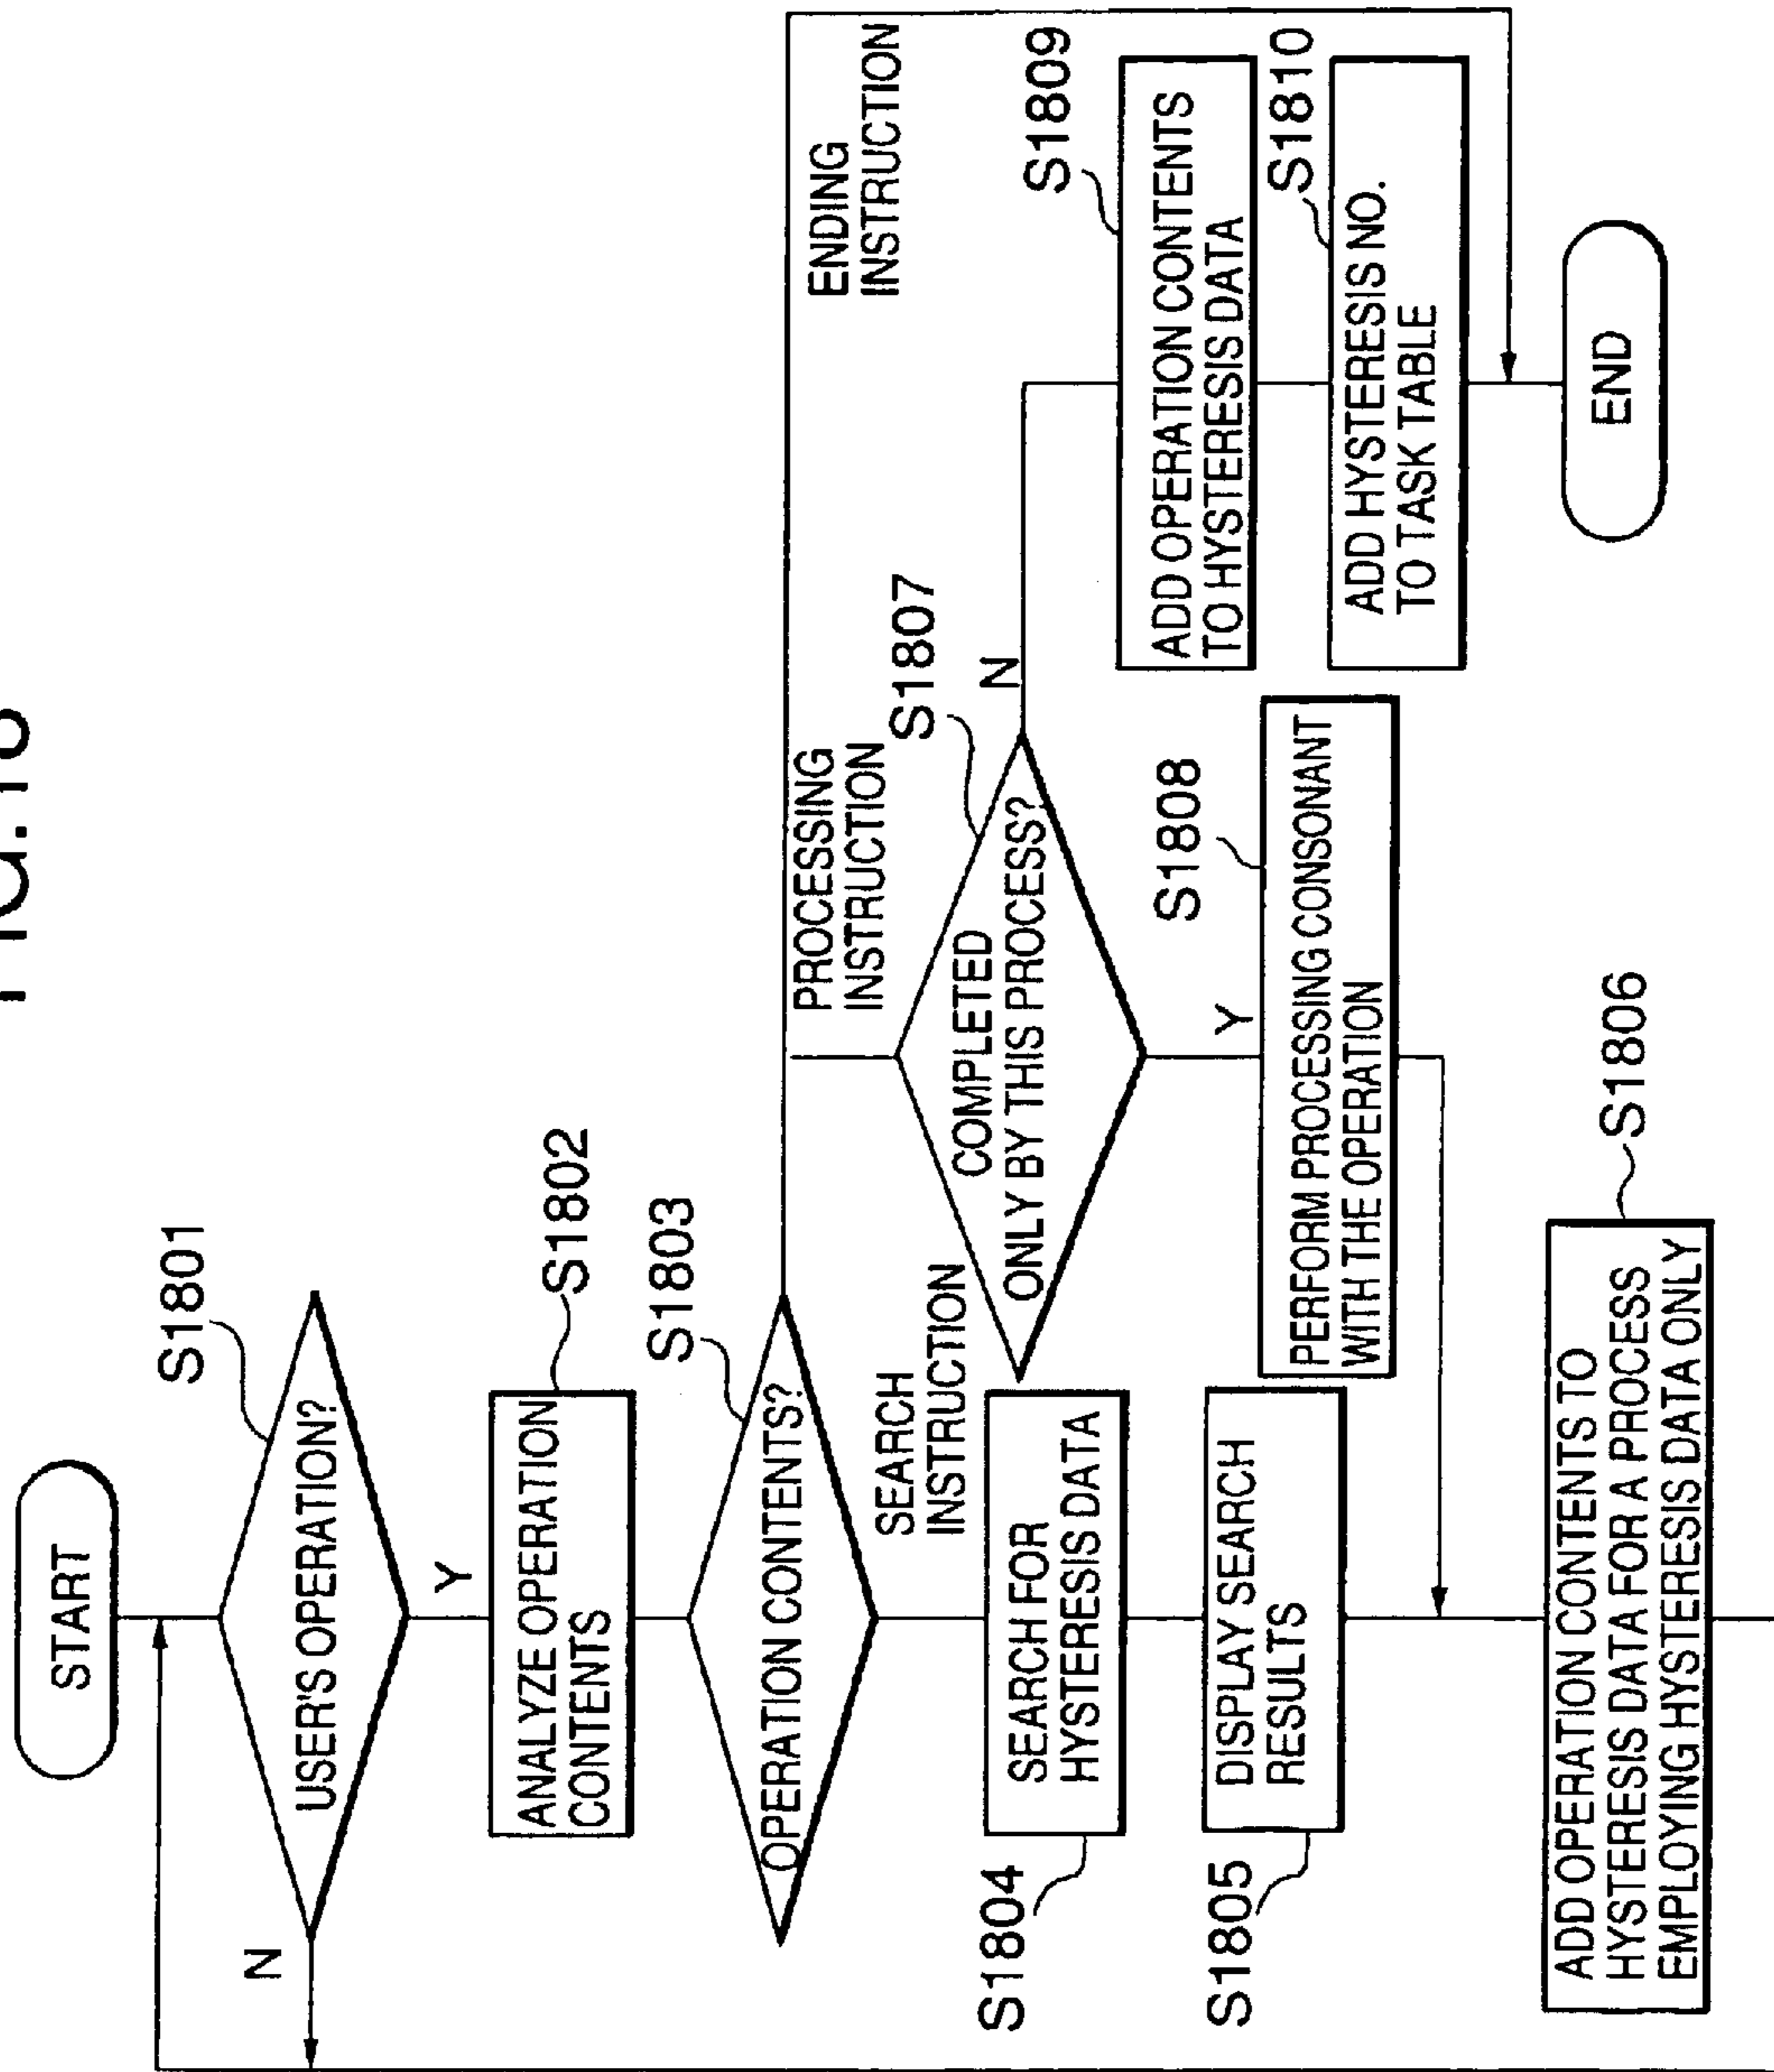 START
S1801
USER'S OPERATION?
N
Y
S1802
ANALYZE OPERATION
CONTENTS
S1803
OPERATION CONTENTS?
SEARCH
INSTRUCTION
PROCESSING
INSTRUCTION
ENDING
INSTRUCTION
S1804
SEARCH FOR
HYSTERESIS DATA
S1805
DISPLAY SEARCH
RESULTS
S1807
COMPLETED
ONLY BY THIS PROCESS?
N
Y
S1808
PERFORM PROCESSING CONSONANT
WITH THE OPERATION
S1809
ADD OPERATION CONTENTS
TO HYSTERESIS DATA
S1810
ADD HYSTERESIS NO.
TO TASK TABLE
S1806
ADD OPERATION CONTENTS TO
HYSTERESIS DATA FOR A PROCESS
EMPLOYING HYSTERESIS DATA ONLY
END